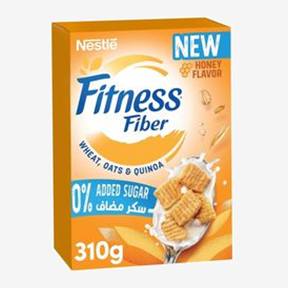 Nestlé
NEW
HONEY
FLAVOR
Fitness
Fiber
WHEAT, OATS & QUINOA
0% ADDED SUGAR
سكر مضاف
310g